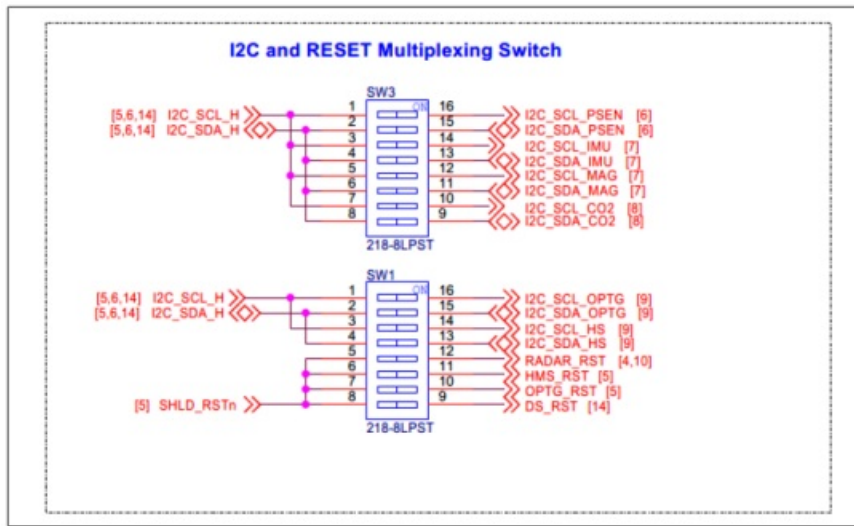 I2C and RESET Multiplexing Switch
SW3
ON
[5,6,14] I2C_SCL_H 1 16 I2C_SCL_PSEN [6]
[5,6,14] I2C_SDA_H 2 15 I2C_SDA_PSEN [6]
3 14 I2C_SCL_IMU [7]
4 13 I2C_SDA_IMU [7]
5 12 I2C_SCL_MAG [7]
6 11 I2C_SDA_MAG [7]
7 10 I2C_SCL_CO2 [8]
8 9 I2C_SDA_CO2 [8]
218-8LPST
SW1
ON
[5,6,14] I2C_SCL_H 1 16 I2C_SCL_OPTG [9]
[5,6,14] I2C_SDA_H 2 15 I2C_SDA_OPTG [9]
3 14 I2C_SCL_HS [9]
4 13 I2C_SDA_HS [9]
5 12 RADAR_RST [4,10]
6 11 HMS_RST [5]
7 10 OPTG_RST [5]
[5] SHLD_RSTn 8 9 DS_RST [14]
218-8LPST